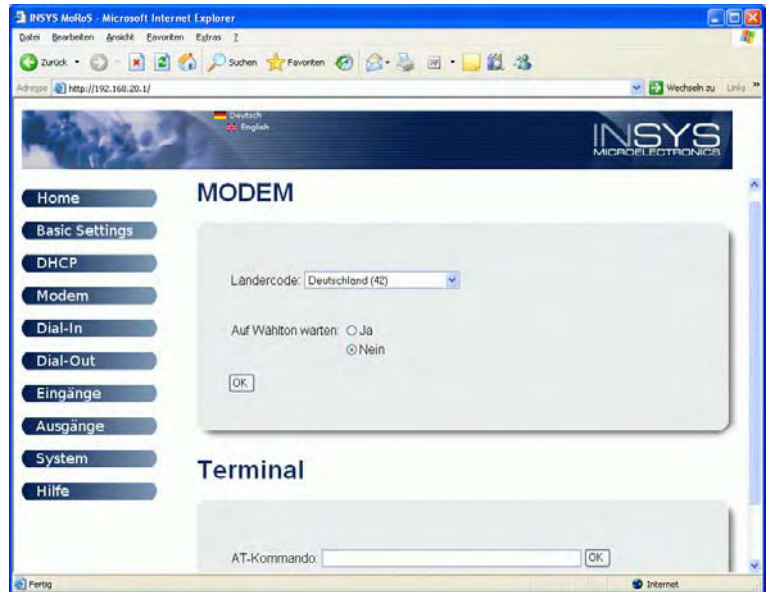 INSYS MoRoS - Microsoft Internet Explorer
Datei Bearbeiten Ansicht Favoriten Extras ?
Zurück Suchen Favoriten
Adresse http://192.168.20.1/ Wechseln zu Links »
Deutsch
English
INSYS
MICROELECTRONICS
Home
Basic Settings
DHCP
Modem
Dial-In
Dial-Out
Eingänge
Ausgänge
System
Hilfe
MODEM
Ländercode: Deutschland (42)
Auf Wählton warten: Ja
Nein
OK
Terminal
AT-Kommando: OK
Fertig Internet